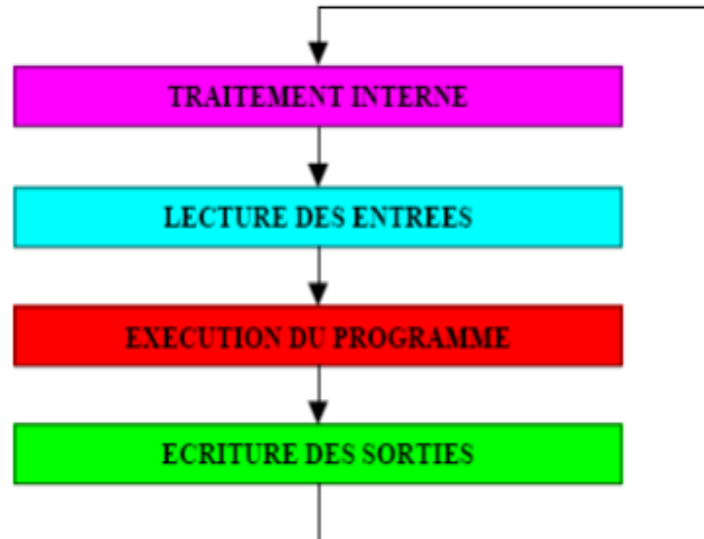 TRAITEMENT INTERNE
LECTURE DES ENTREES
EXECUTION DU PROGRAMME
ECRITURE DES SORTIES